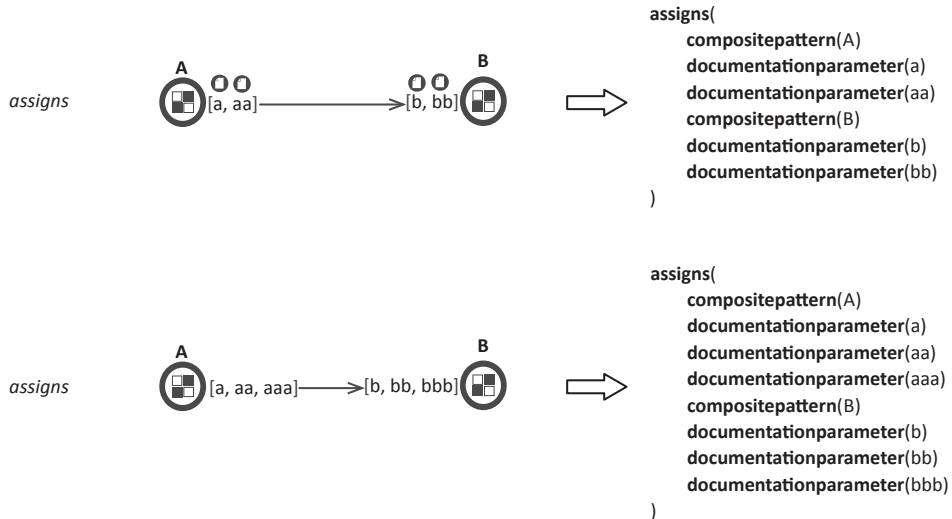 assigns
A
[a, aa]
[b, bb]
B
assigns(
compositepattern(A)
documentationparameter(a)
documentationparameter(aa)
compositepattern(B)
documentationparameter(b)
documentationparameter(bb)
)
assigns
A
[a, aa, aaa]
[b, bb, bbb]
B
assigns(
compositepattern(A)
documentationparameter(a)
documentationparameter(aa)
documentationparameter(aaa)
compositepattern(B)
documentationparameter(b)
documentationparameter(bb)
documentationparameter(bbb)
)